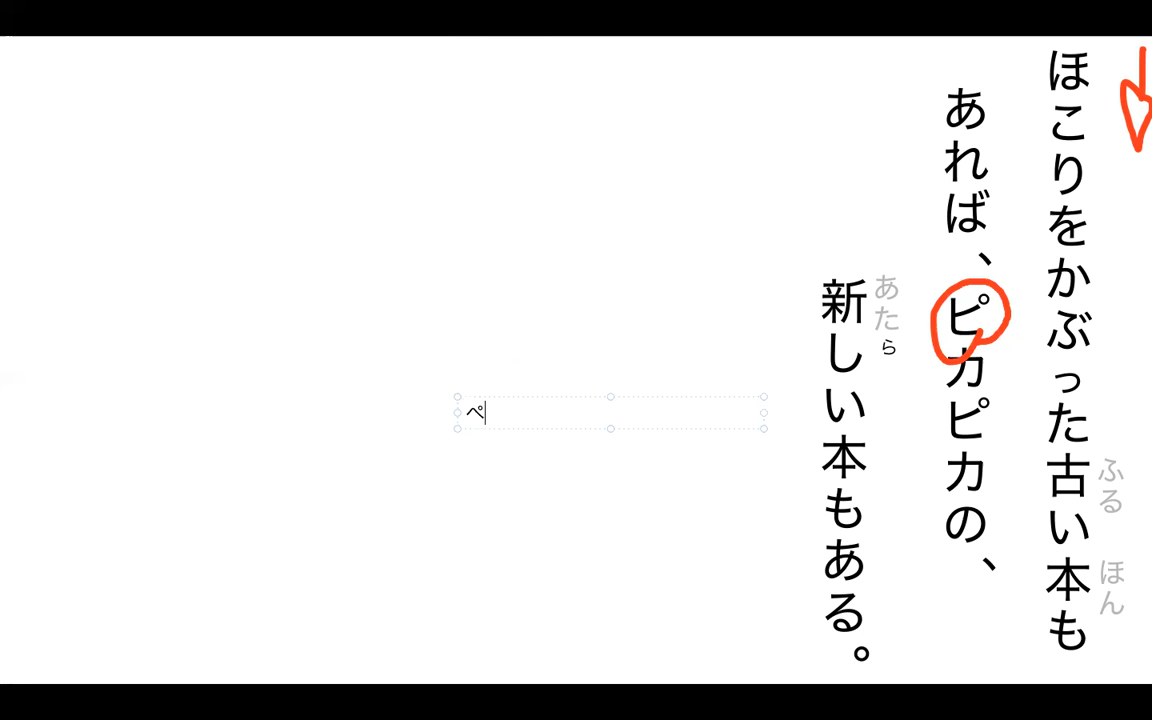 ほこりをかぶった古い本も
ふる ほん
あれば、ピカピカの、
新しい本もある。
あたら
ぺ